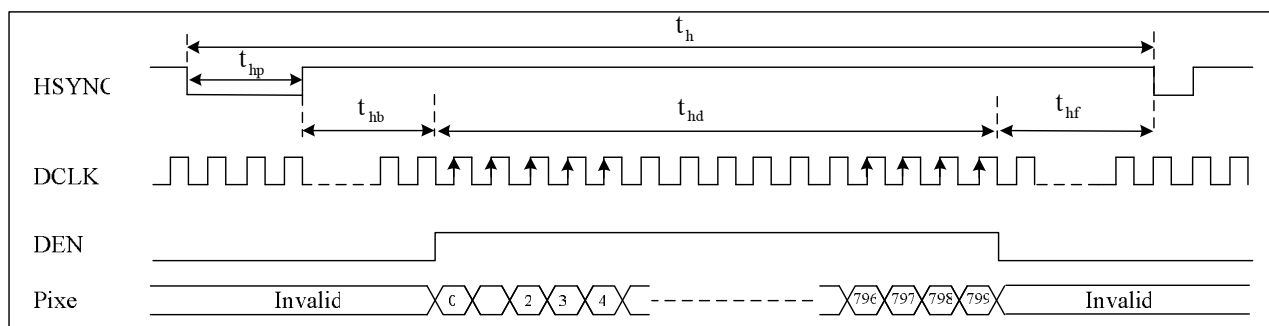 t_h
t_hp
HSYNC
t_hb t_hd t_hf
DCLK
DEN
Pixe Invalid 0 2 3 4 796 797 798 799 Invalid